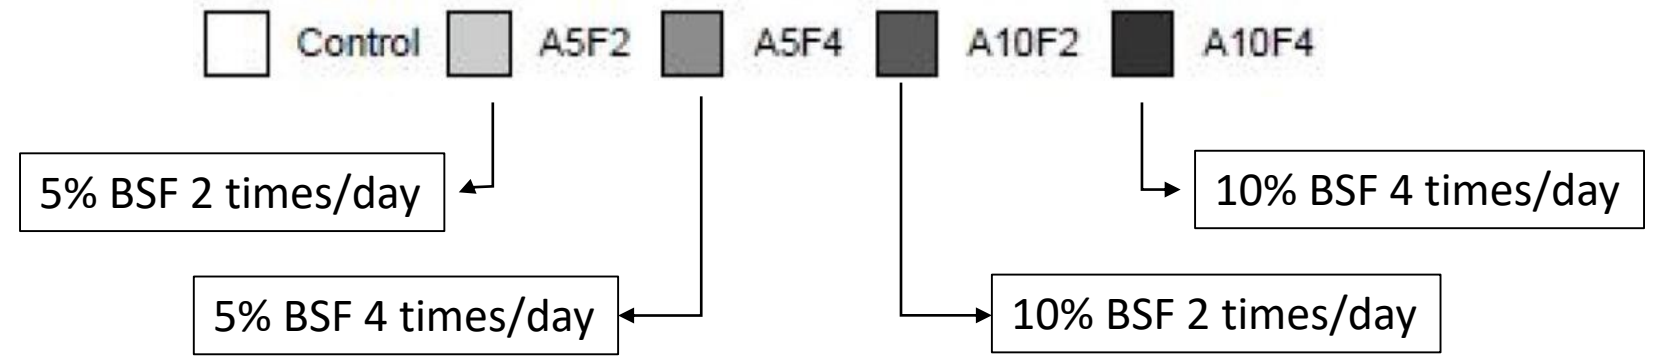 Control A5F2 A5F4 A10F2 A10F4
5% BSF 2 times/day
10% BSF 4 times/day
5% BSF 4 times/day
10% BSF 2 times/day